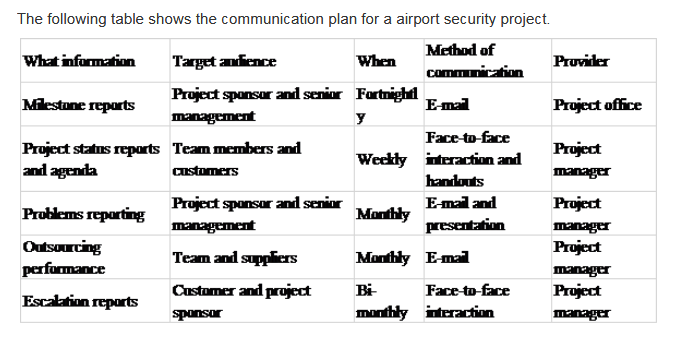 The following table shows the communication plan for a airport security project.
What information Target audience When Method of communication Provider
Milestone reports Project sponsor and senior management Fortnightly E-mail Project office
Project status reports and agenda Team members and customers Weekly Face-to-face interaction and handouts Project manager
Problems reporting Project sponsor and senior management Monthly E-mail and presentation Project manager
Outsourcing performance Team and suppliers Monthly E-mail Project manager
Escalation reports Customer and project sponsor Bi-monthly Face-to-face interaction Project manager